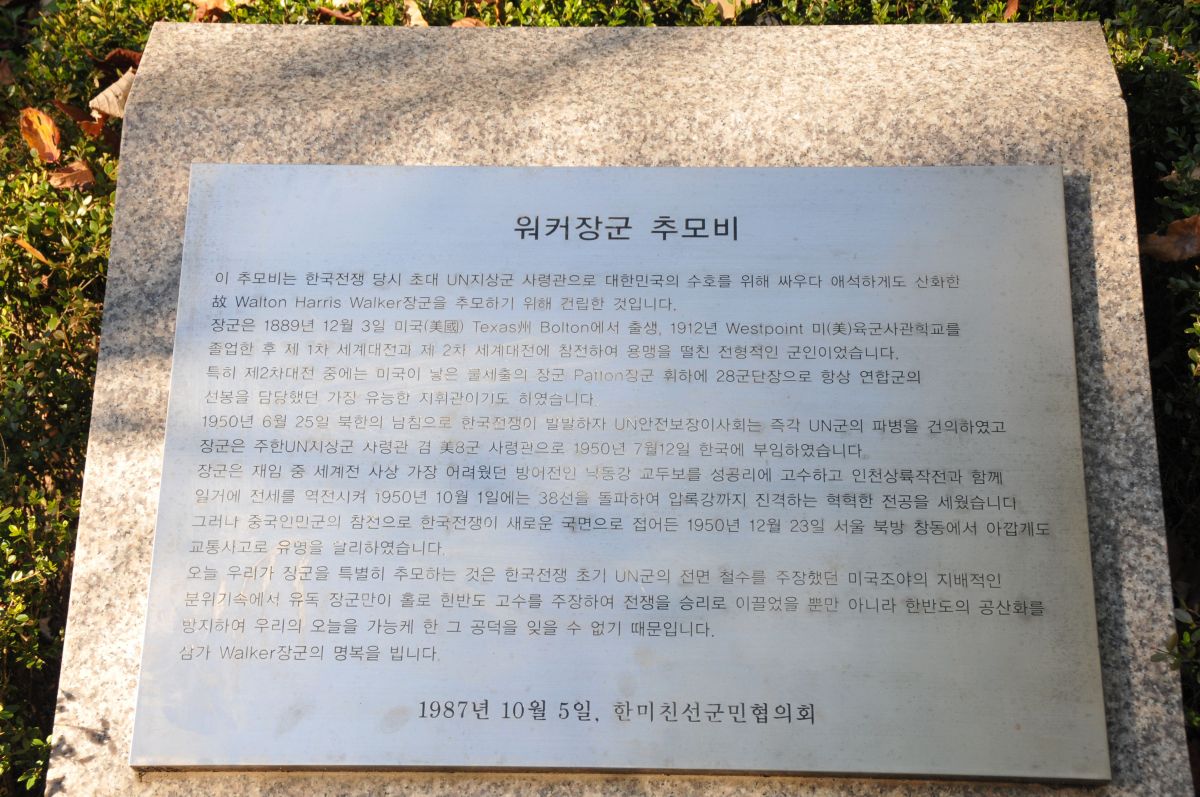 워커장군 추모비
이 추모비는 한국전쟁 당시 초대 UN지상군 사령관으로 대한민국의 수호를 위해 싸우다 애석하게도 산화한
故 Walton Harris Walker장군을 추모하기 위해 건립한 것입니다.
장군은 1889년 12월 3일 미국(美國) Texas州 Bolton에서 출생, 1912년 Westpoint 미(美)육군사관학교를
졸업한 후 제 1차 세계대전과 제 2차 세계대전에 참전하여 용맹을 떨친 전형적인 군인이었습니다.
특히 제2차대전 중에는 미국이 낳은 불세출의 장군 Patton장군 휘하에 28군단장으로 항상 연합군의
선봉을 담당했던 가장 유능한 지휘관이기도 하였습니다.
1950년 6월 25일 북한의 남침으로 한국전쟁이 발발하자 UN안전보장이사회는 즉각 UN군의 파병을 건의하였고
장군은 주한UN지상군 사령관 겸 美8군 사령관으로 1950년 7월12일 한국에 부임하였습니다.
장군은 재임 중 세계전 사상 가장 어려웠던 방어전인 낙동강 교두보를 성공리에 고수하고 인천상륙작전과 함께
일거에 전세를 역전시켜 1950년 10월 1일에는 38선을 돌파하여 압록강까지 진격하는 혁혁한 전공을 세웠습니다
그러나 중국인민군의 참전으로 한국전쟁이 새로운 국면으로 접어든 1950년 12월 23일 서울 북방 창동에서 아깝게도
교통사고로 유명을 달리하였습니다.
오늘 우리가 장군을 특별히 추모하는 것은 한국전쟁 초기 UN군의 전면 철수를 주장했던 미국조야의 지배적인
분위기속에서 유독 장군만이 홀로 한반도 고수를 주장하여 전쟁을 승리로 이끌었을 뿐만 아니라 한반도의 공산화를
방지하여 우리의 오늘을 가능케 한 그 공덕을 잊을 수 없기 때문입니다.
삼가 Walker장군의 명복을 빕니다.
1987년 10월 5일, 한미친선군민협의회